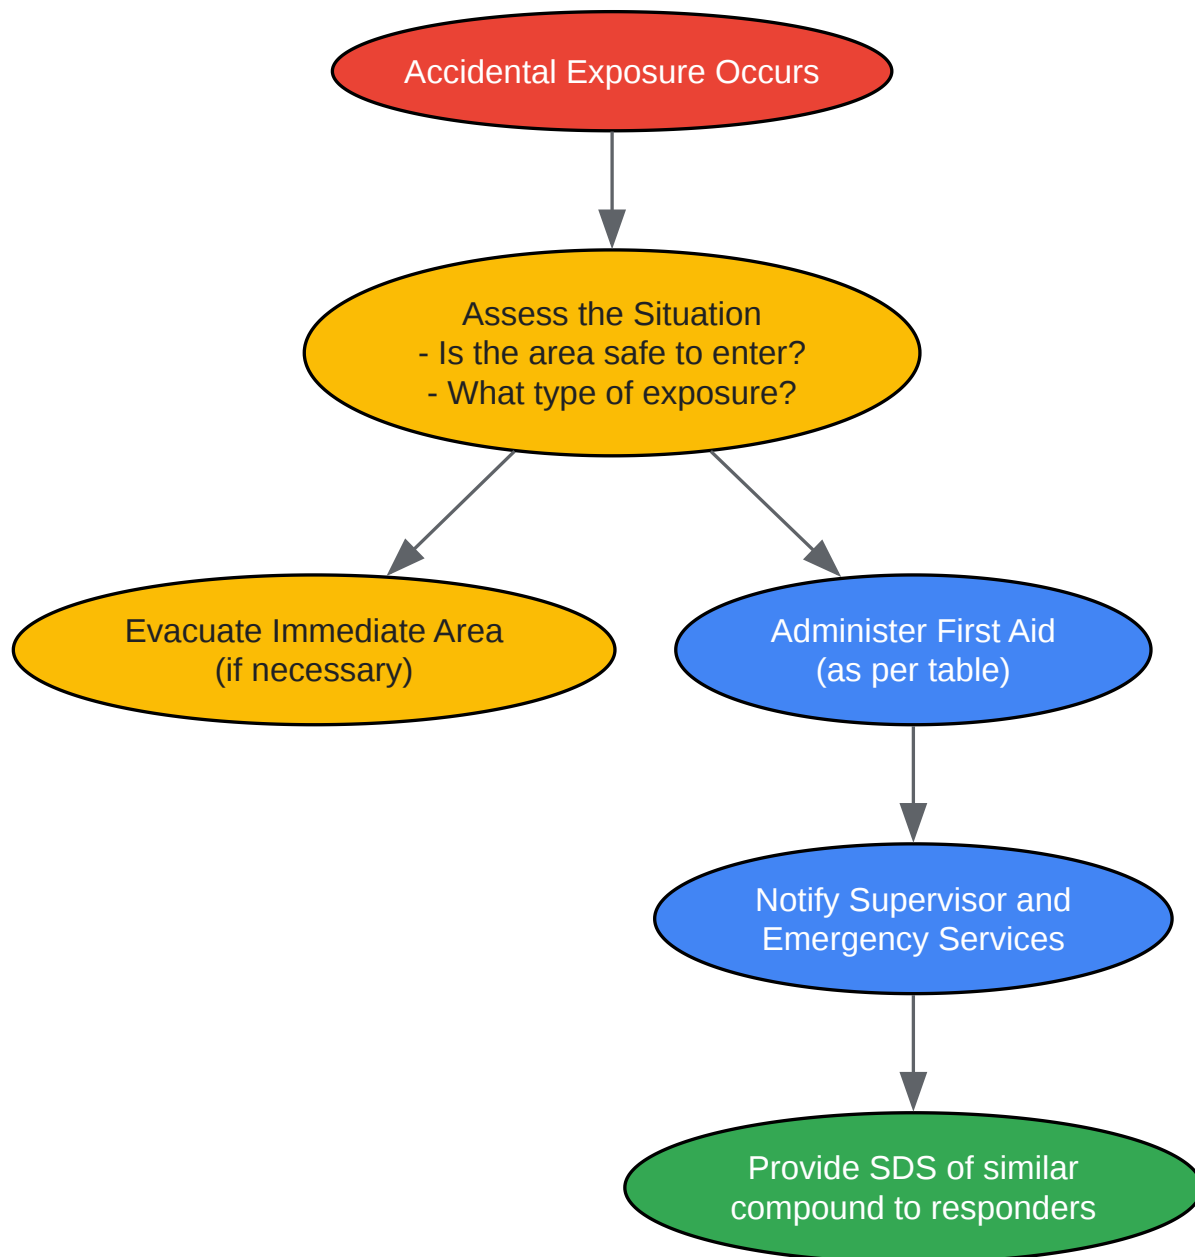 Accidental Exposure Occurs
Assess the Situation
- Is the area safe to enter?
- What type of exposure?
Evacuate Immediate Area
(if necessary)
Administer First Aid
(as per table)
Notify Supervisor and
Emergency Services
Provide SDS of similar
compound to responders